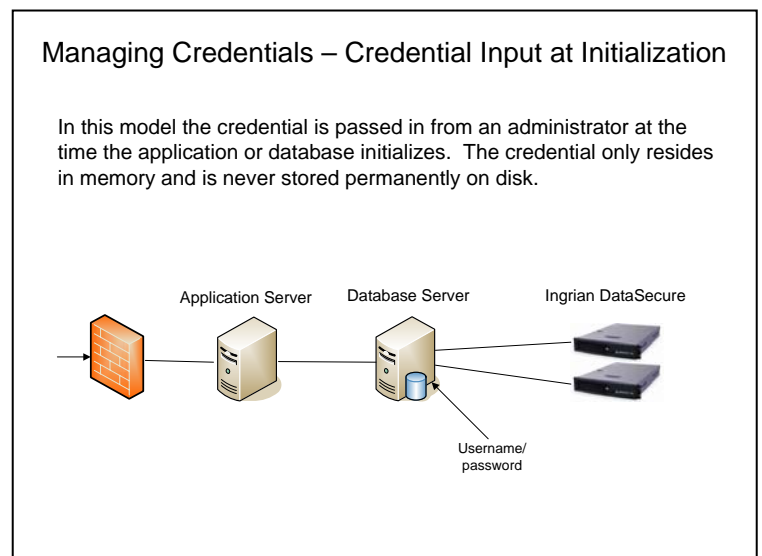 Managing Credentials – Credential Input at Initialization
In this model the credential is passed in from an administrator at the
time the application or database initializes.  The credential only resides
in memory and is never stored permanently on disk.
Application Server
Database Server
Ingrian DataSecure
Username/
password